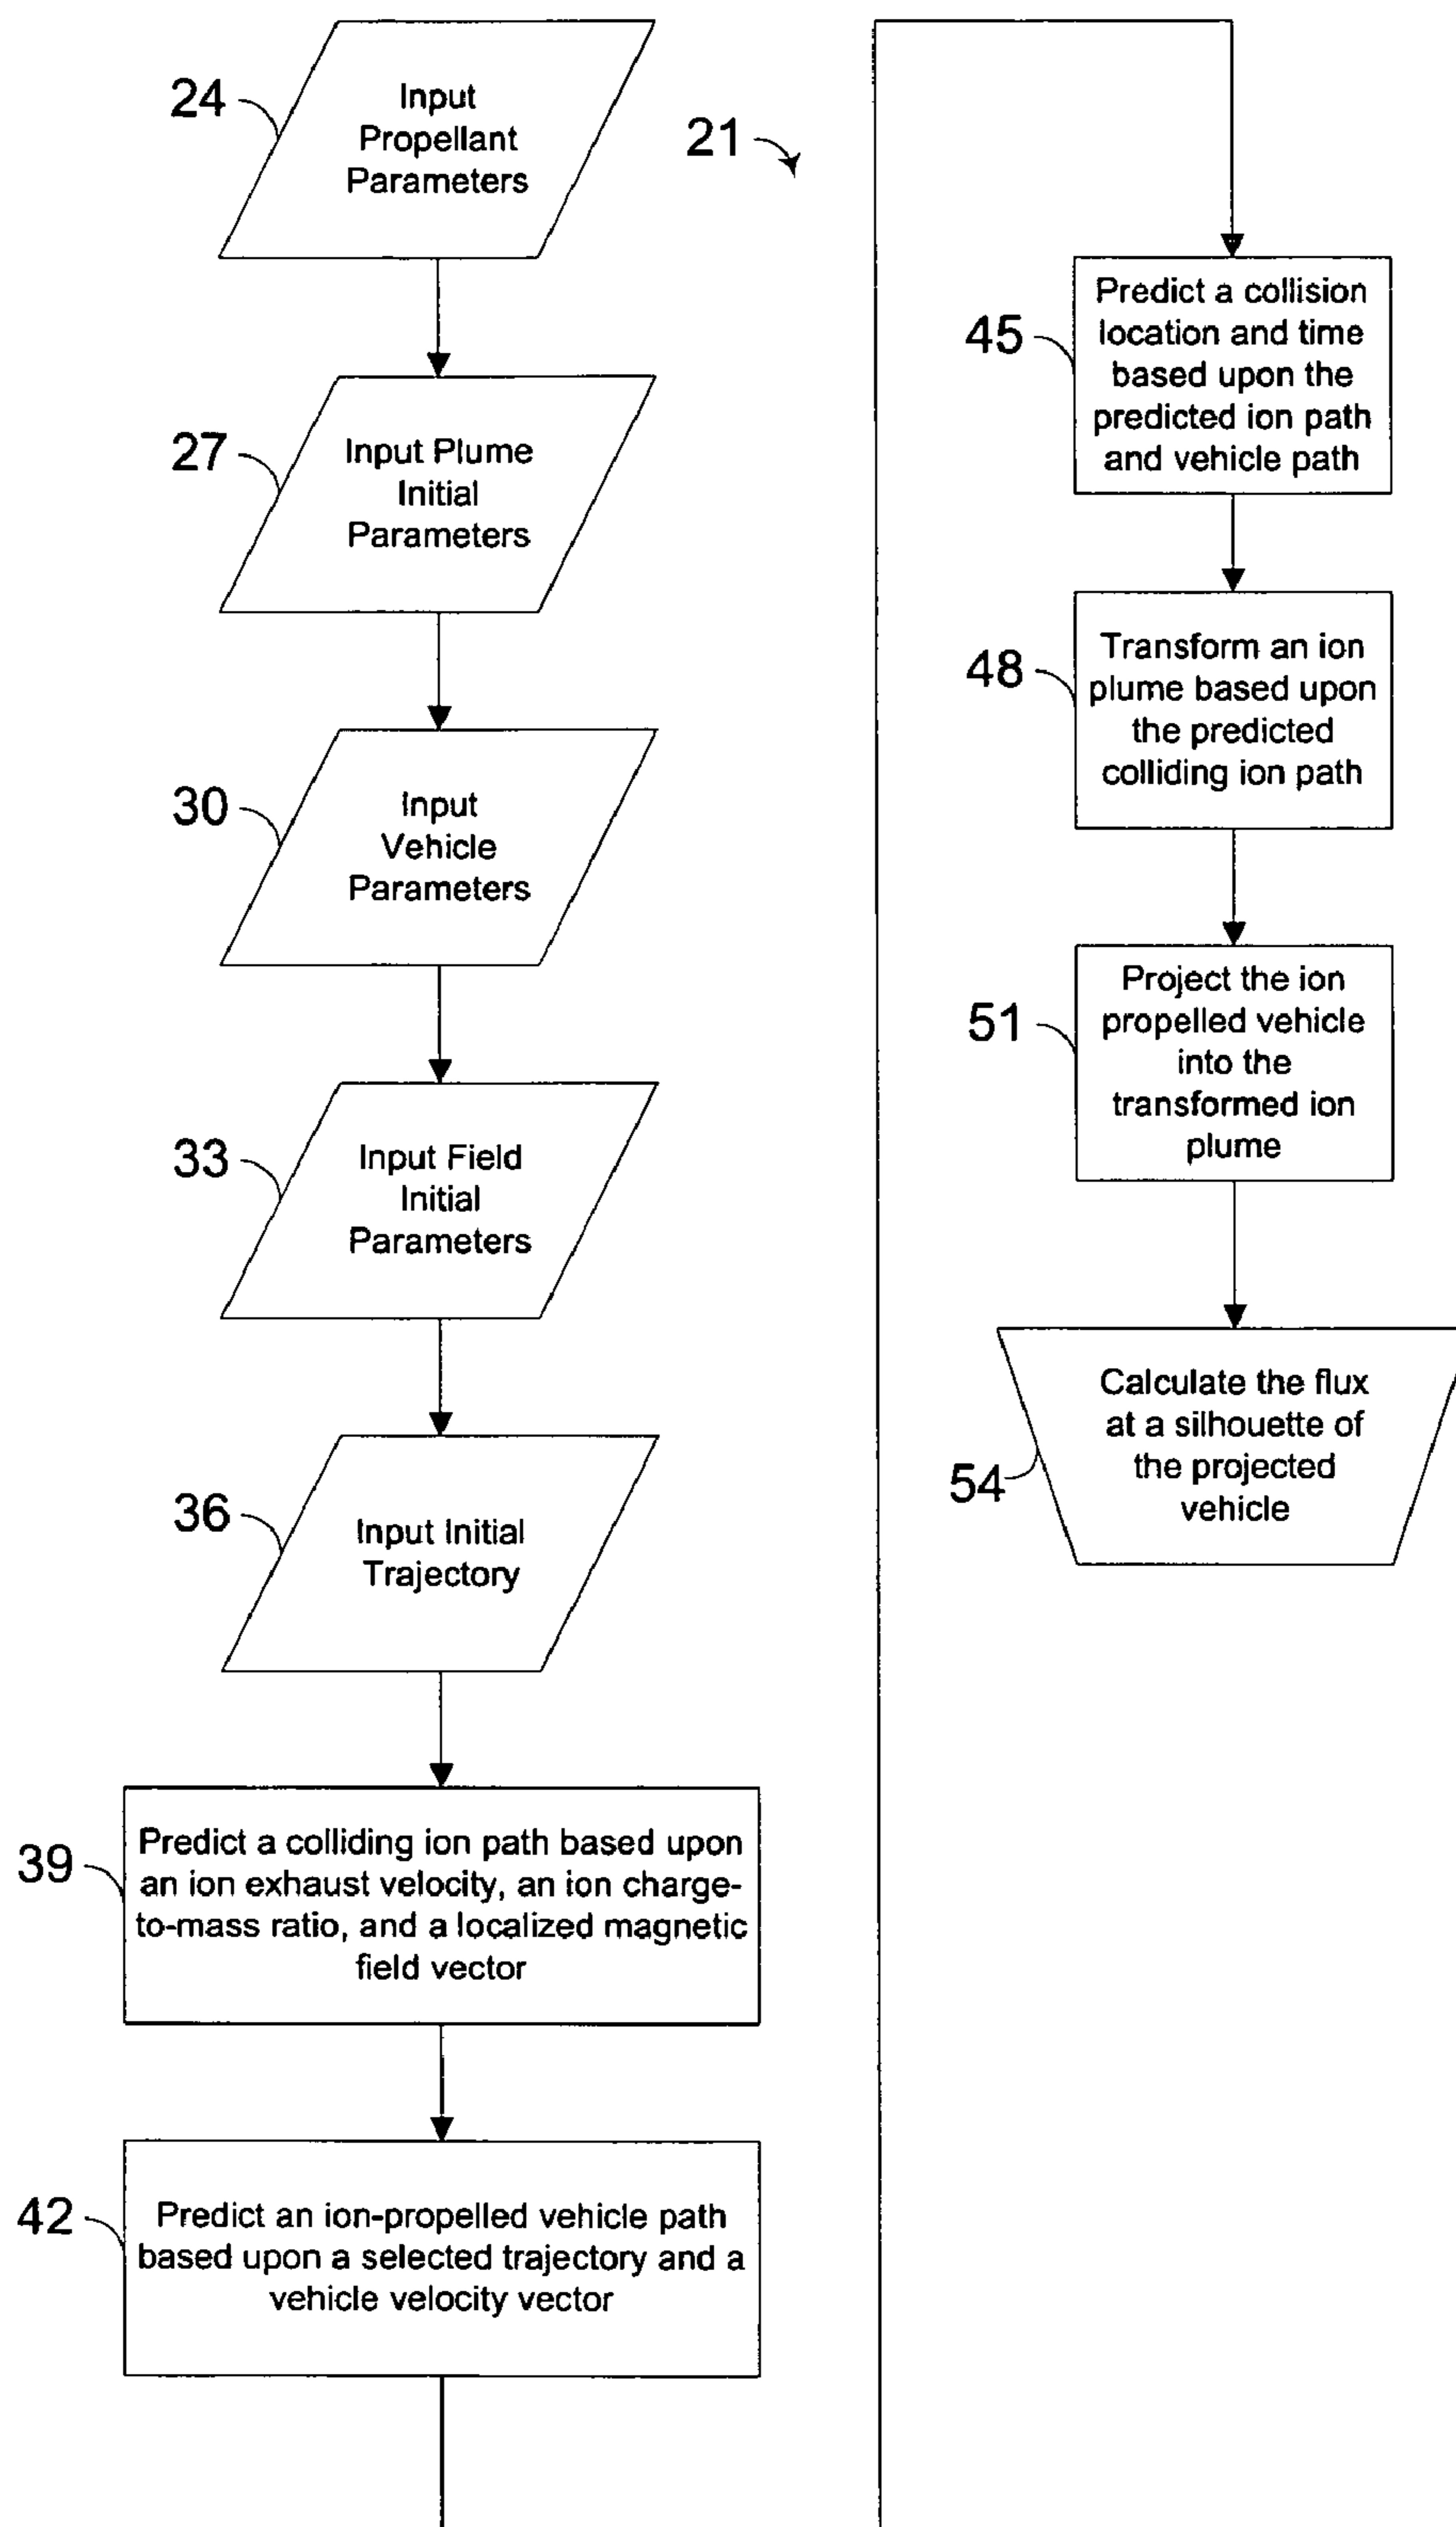 24
Input
Propellant
Parameters
21
27
Input Plume
Initial
Parameters
30
Input
Vehicle
Parameters
33
Input Field
Initial
Parameters
36
Input Initial
Trajectory
39
Predict a colliding ion path based upon
an ion exhaust velocity, an ion charge-
to-mass ratio, and a localized magnetic
field vector
42
Predict an ion-propelled vehicle path
based upon a selected trajectory and a
vehicle velocity vector
45
Predict a collision
location and time
based upon the
predicted ion path
and vehicle path
48
Transform an ion
plume based upon
the predicted
colliding ion path
51
Project the ion
propelled vehicle
into the
transformed ion
plume
54
Calculate the flux
at a silhouette of
the projected
vehicle